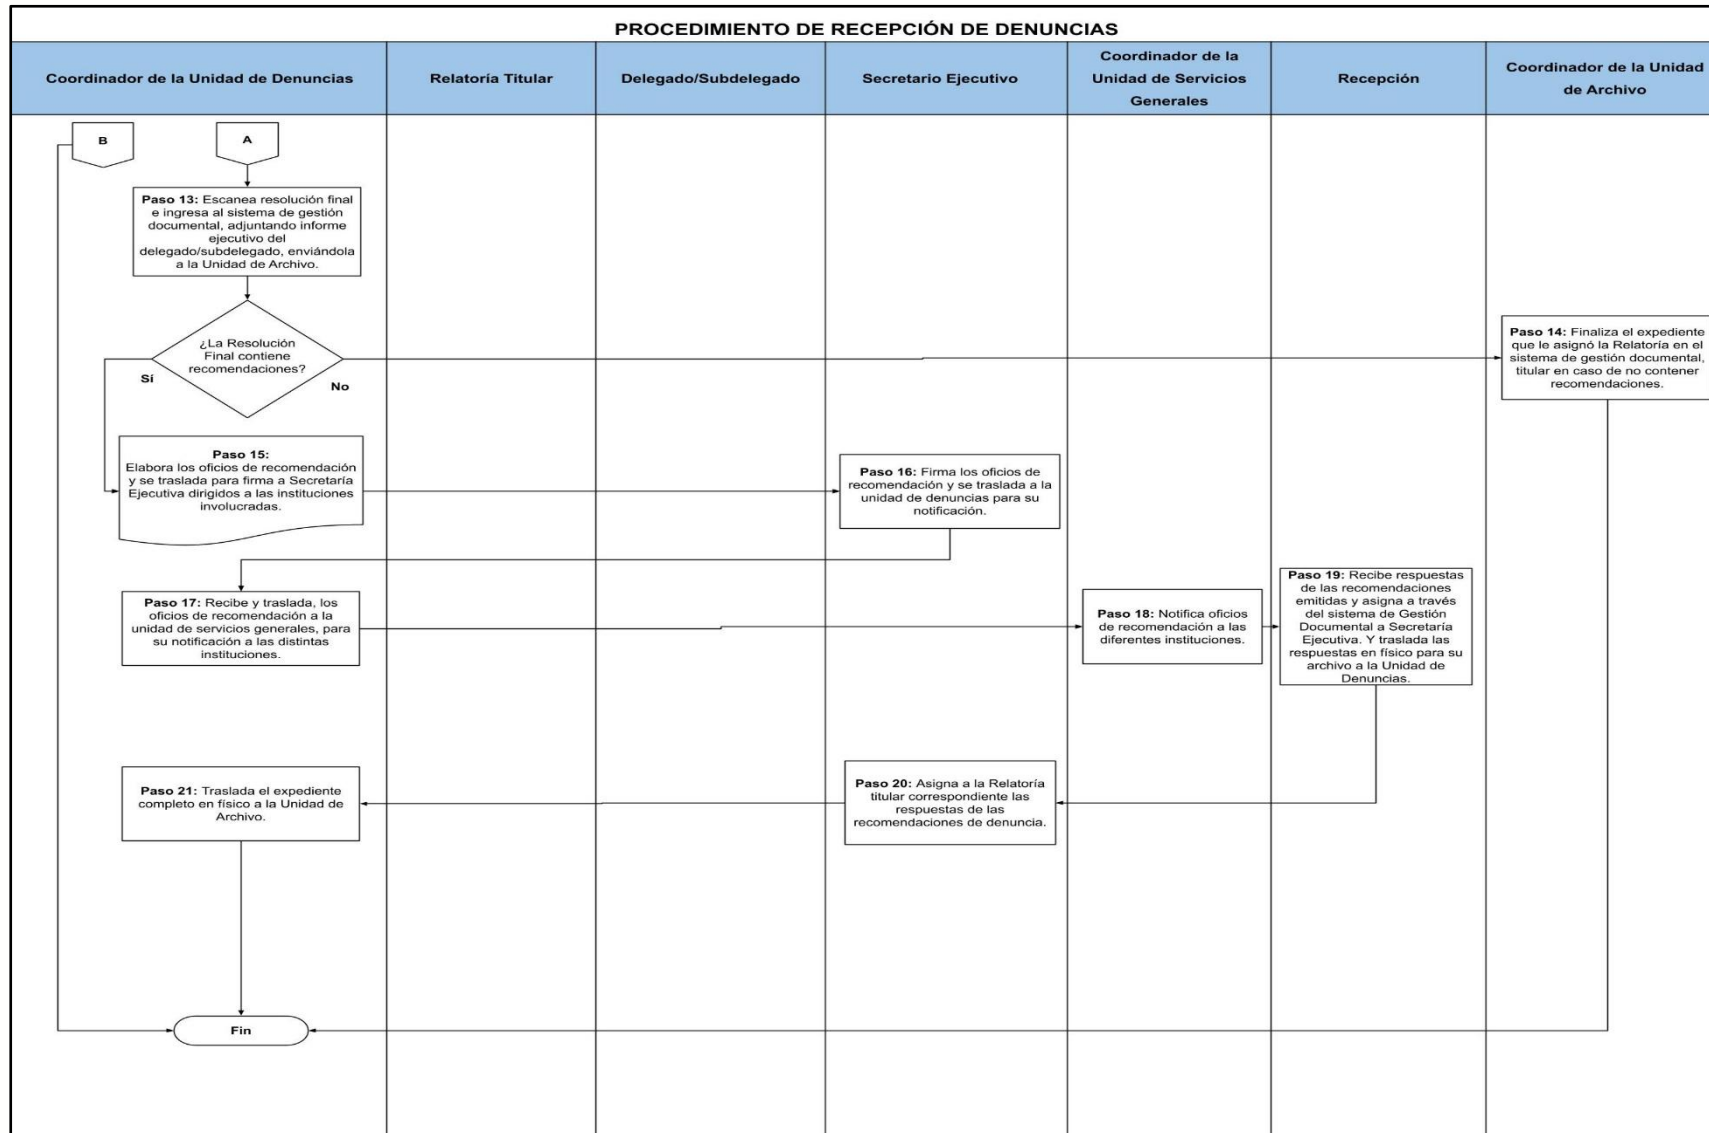 PROCEDIMIENTO DE RECEPCIÓN DE DENUNCIAS
Coordinador de la Unidad de Denuncias
Relatoría Titular
Delegado/Subdelegado
Secretario Ejecutivo
Coordinador de la
Unidad de Servicios
Generales
Recepción
Coordinador de la Unidad
de Archivo
B
A
Paso 13: Escanea resolución final
e ingresa al sistema de gestión
documental, adjuntando informe
ejecutivo del
delegado/subdelegado, enviándola
a la Unidad de Archivo.
¿La Resolución
Final contiene
recomendaciones?
Sí
No
Paso 14: Finaliza el expediente
que le asignó la Relatoría en el
sistema de gestión documental,
titular en caso de no contener
recomendaciones.
Paso 15:
Elabora los oficios de recomendación
y se traslada para firma a Secretaría
Ejecutiva dirigidos a las instituciones
involucradas.
Paso 16: Firma los oficios de
recomendación y se traslada a la
unidad de denuncias para su
notificación.
Paso 17: Recibe y traslada, los
oficios de recomendación a la
unidad de servicios generales, para
su notificación a las distintas
instituciones.
Paso 18: Notifica oficios
de recomendación a las
diferentes instituciones.
Paso 19: Recibe respuestas
de las recomendaciones
emitidas y asigna a través
del sistema de Gestión
Documental a Secretaría
Ejecutiva. Y traslada las
respuestas en físico para su
archivo a la Unidad de
Denuncias.
Paso 20: Asigna a la Relatoría
titular correspondiente las
respuestas de las
recomendaciones de denuncia.
Paso 21: Traslada el expediente
completo en físico a la Unidad de
Archivo.
Fin